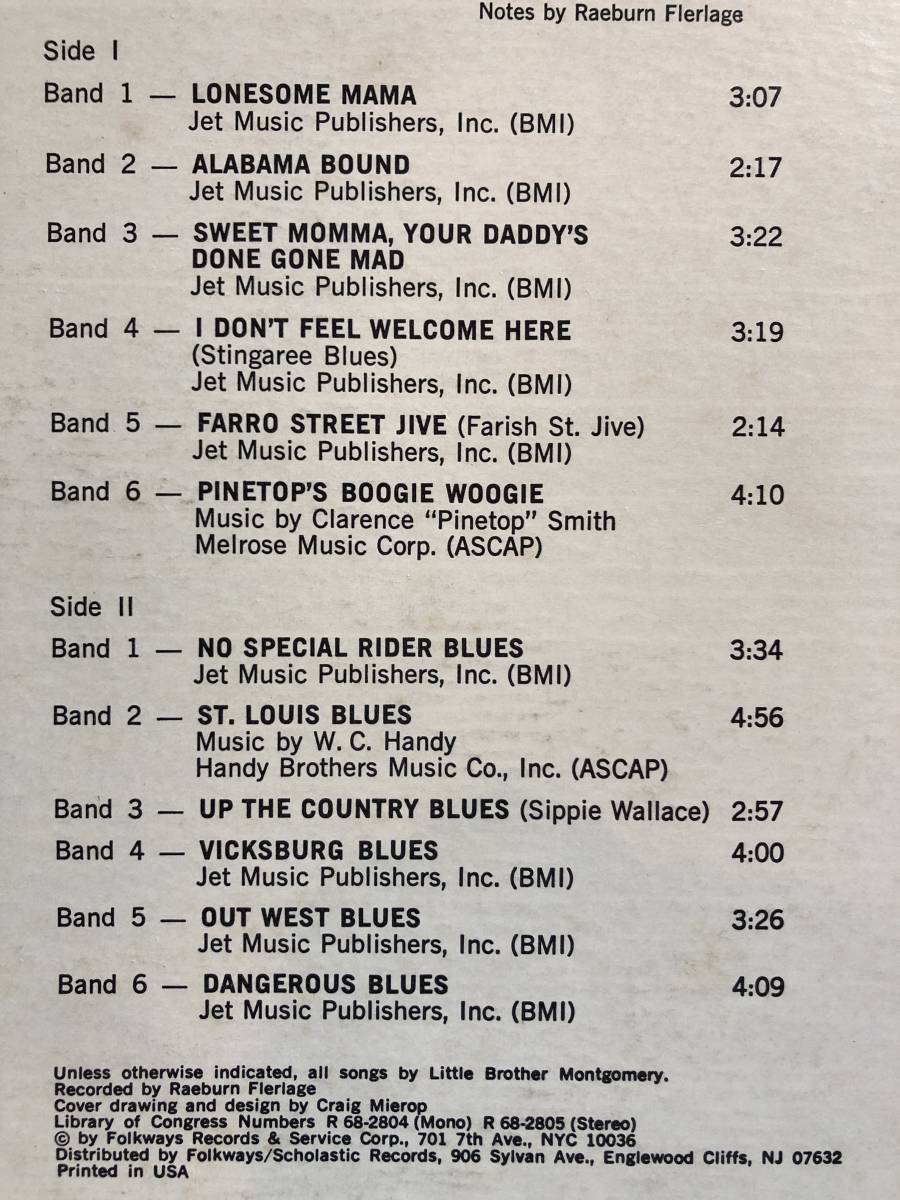 Notes by Raeburn Flerlage
Side I
Band 1 — LONESOME MAMA 3:07
Jet Music Publishers, Inc. (BMI)
Band 2 — ALABAMA BOUND 2:17
Jet Music Publishers, Inc. (BMI)
Band 3 — SWEET MOMMA, YOUR DADDY'S 3:22
DONE GONE MAD
Jet Music Publishers, Inc. (BMI)
Band 4 — I DON'T FEEL WELCOME HERE 3:19
(Stingaree Blues)
Jet Music Publishers, Inc. (BMI)
Band 5 — FARRO STREET JIVE (Farish St. Jive) 2:14
Jet Music Publishers, Inc. (BMI)
Band 6 — PINETOP'S BOOGIE WOOGIE 4:10
Music by Clarence "Pinetop" Smith
Melrose Music Corp. (ASCAP)
Side II
Band 1 — NO SPECIAL RIDER BLUES 3:34
Jet Music Publishers, Inc. (BMI)
Band 2 — ST. LOUIS BLUES 4:56
Music by W. C. Handy
Handy Brothers Music Co., Inc. (ASCAP)
Band 3 — UP THE COUNTRY BLUES (Sippie Wallace) 2:57
Band 4 — VICKSBURG BLUES 4:00
Jet Music Publishers, Inc. (BMI)
Band 5 — OUT WEST BLUES 3:26
Jet Music Publishers, Inc. (BMI)
Band 6 — DANGEROUS BLUES 4:09
Jet Music Publishers, Inc. (BMI)
Unless otherwise indicated, all songs by Little Brother Montgomery.
Recorded by Raeburn Flerlage
Cover drawing and design by Craig Mierop
Library of Congress Numbers R 68-2804 (Mono) R 68-2805 (Stereo)
© by Folkways Records & Service Corp., 701 7th Ave., NYC 10036
Distributed by Folkways/Scholastic Records, 906 Sylvan Ave., Englewood Cliffs, NJ 07632
Printed in USA